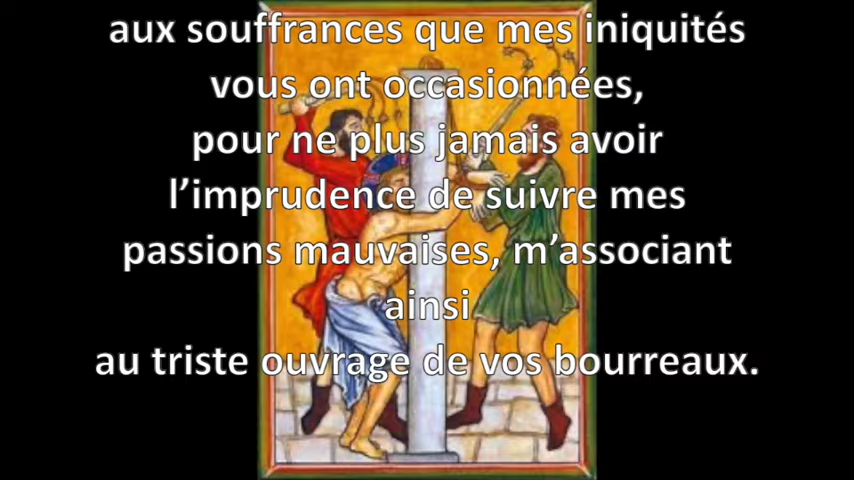 aux souffrances que mes iniquités
vous ont occasionnées,
pour ne plus jamais avoir
l’imprudence de suivre mes
passions mauvaises, m’associant
ainsi
au triste ouvrage de vos bourreaux.